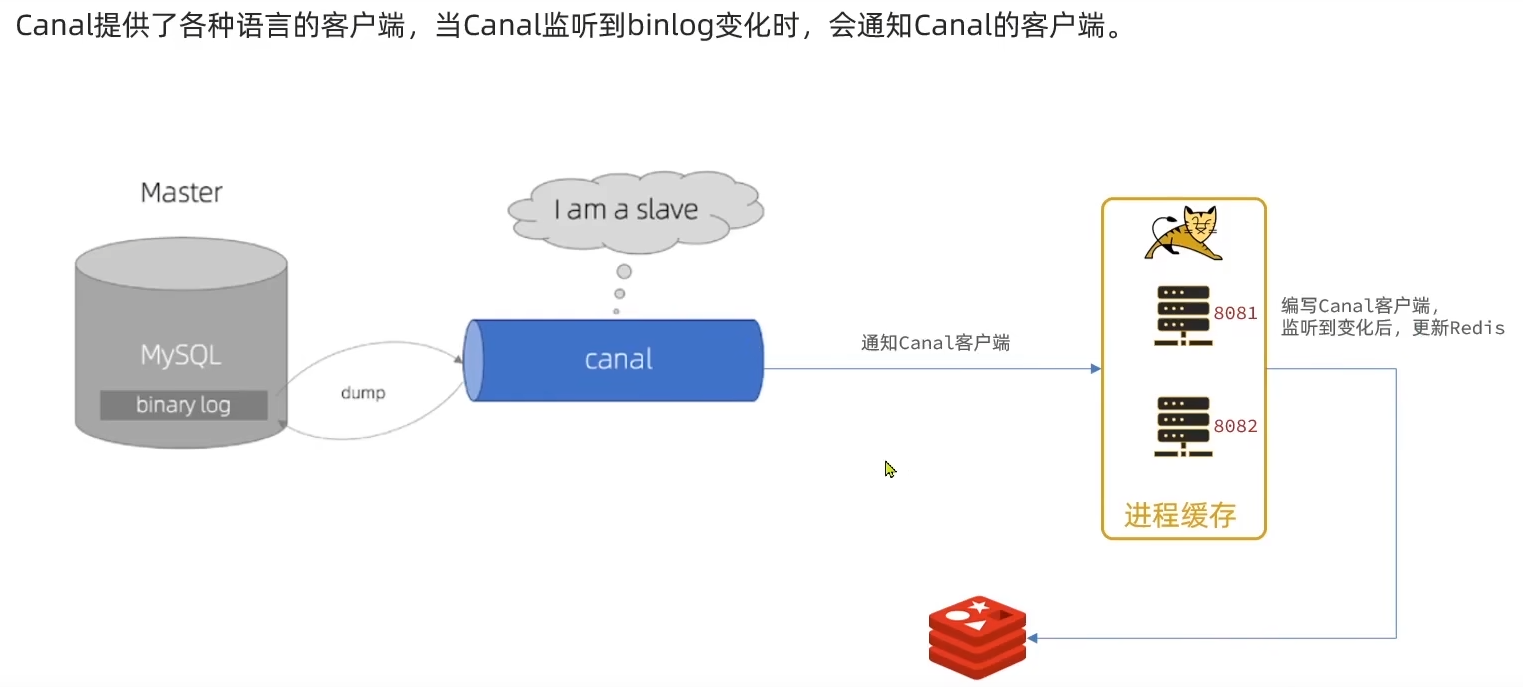 Canal提供了各种语言的客户端，当Canal监听到binlog变化时，会通知Canal的客户端。
Master
I am a slave
MySQL
binary log
dump
canal
通知Canal客户端
8081
编写Canal客户端，
监听到变化后，更新Redis
8082
进程缓存